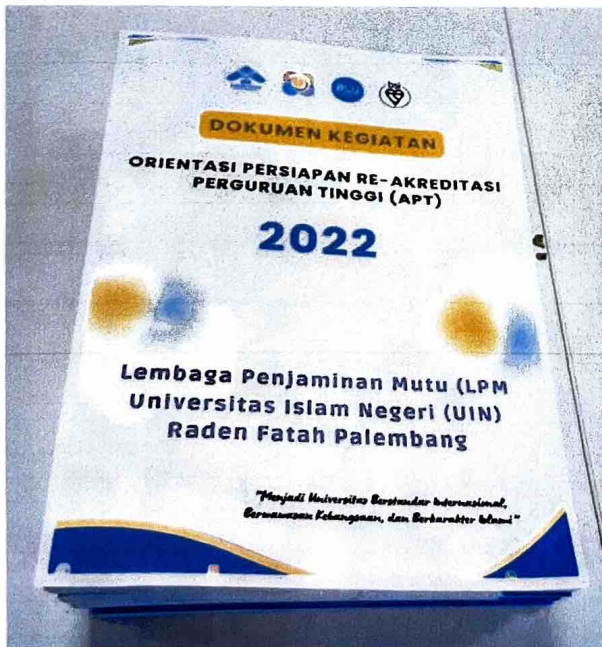 DOKUMEN KEGIATAN
ORIENTASI PERSIAPAN RE-AKREDITASI
PERGURUAN TINGGI (APT)
2022
Lembaga Penjaminan Mutu (LPM
Universitas Islam Negeri (UIN)
Raden Fatah Palembang
"Menjadi Universitas Berstandar Internasional,
Berwawasan Kebangsaan, dan Berkarakter Islami"